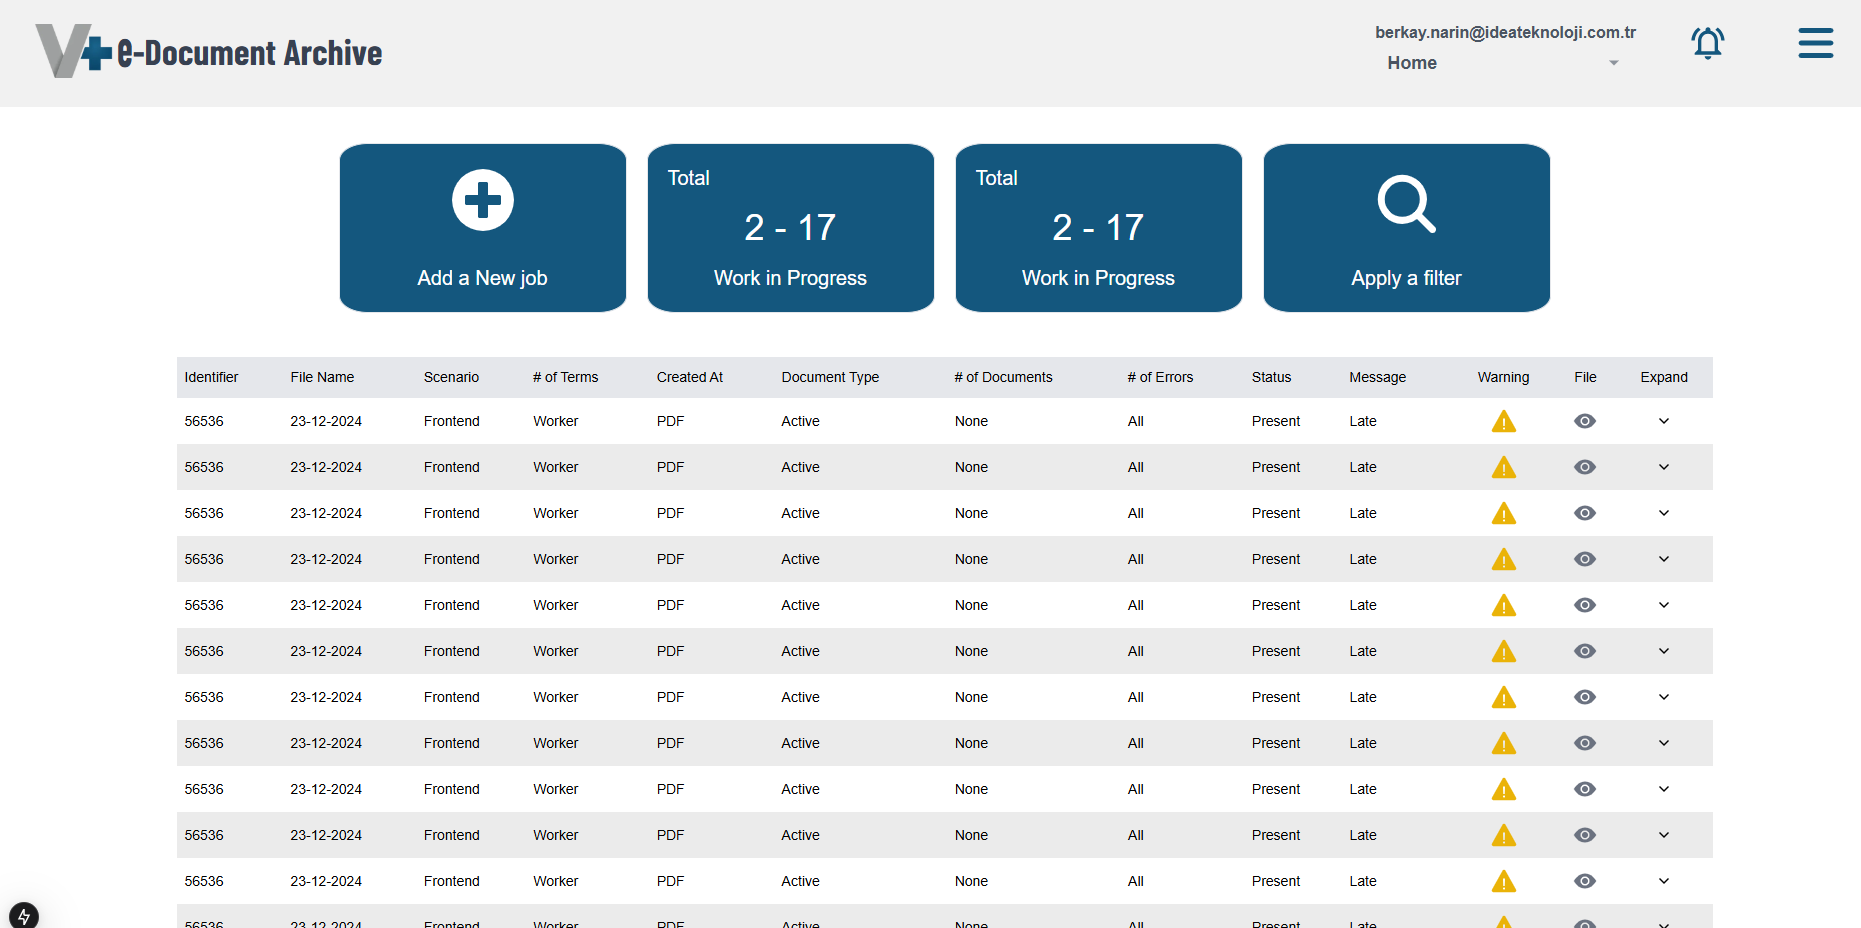 V+ e-Document Archive
berkay.narin@ideateknoloji.com.tr
Home
Add a New job
Total
2 - 17
Work in Progress
Total
2 - 17
Work in Progress
Apply a filter
Identifier File Name Scenario # of Terms Created At Document Type # of Documents # of Errors Status Message Warning File Expand
56536 23-12-2024 Frontend Worker PDF Active None All Present Late
56536 23-12-2024 Frontend Worker PDF Active None All Present Late
56536 23-12-2024 Frontend Worker PDF Active None All Present Late
56536 23-12-2024 Frontend Worker PDF Active None All Present Late
56536 23-12-2024 Frontend Worker PDF Active None All Present Late
56536 23-12-2024 Frontend Worker PDF Active None All Present Late
56536 23-12-2024 Frontend Worker PDF Active None All Present Late
56536 23-12-2024 Frontend Worker PDF Active None All Present Late
56536 23-12-2024 Frontend Worker PDF Active None All Present Late
56536 23-12-2024 Frontend Worker PDF Active None All Present Late
56536 23-12-2024 Frontend Worker PDF Active None All Present Late
56536 23-12-2024 Frontend Worker PDF Active None All Present Late